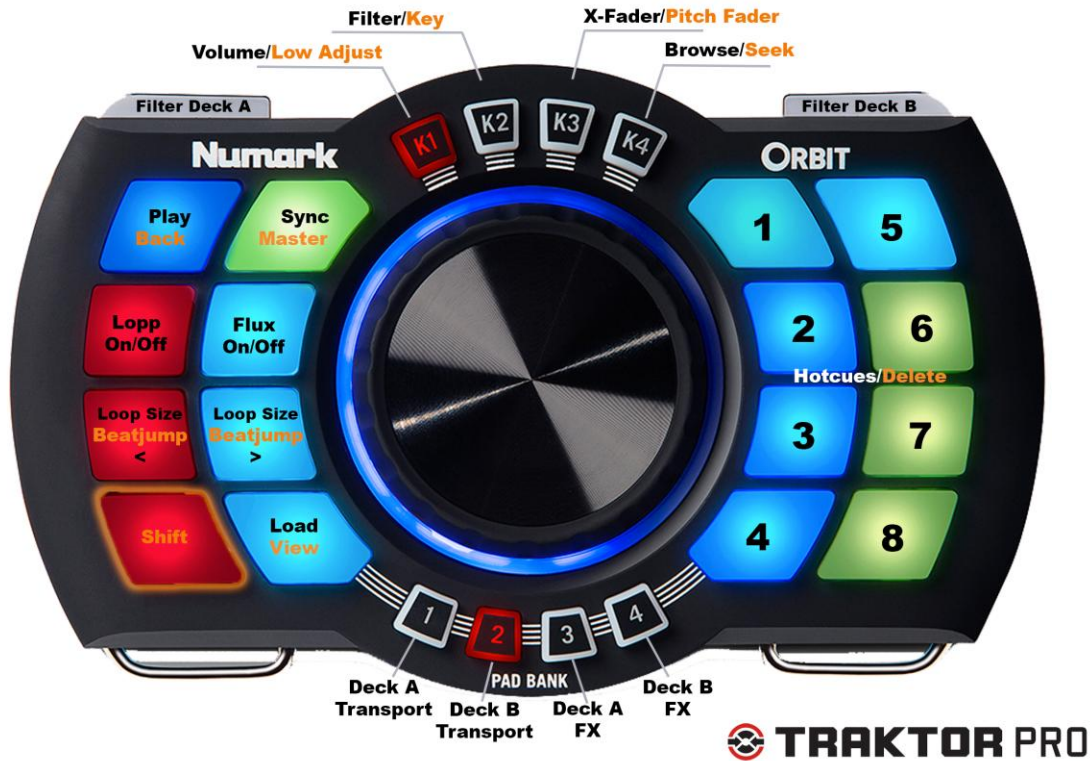 Filter/Key
X-Fader/Pitch Fader
Volume/Low Adjust
Browse/Seek
Filter Deck A
Filter Deck B
K1
K2
K3
K4
Numark
ORBIT
Play
Back
Sync
Master
1
5
Lopp
On/Off
Flux
On/Off
2
6
Hotcues/Delete
Loop Size
Beatjump
<
Loop Size
Beatjump
>
3
7
Shift
Load
View
4
8
1
2
3
4
PAD BANK
Deck A
Transport
Deck B
Transport
Deck A
FX
Deck B
FX
TRAKTOR PRO